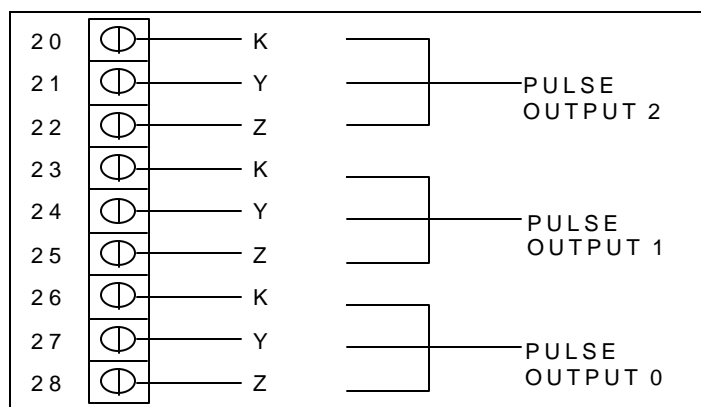 20 K
21 Y PULSE
22 Z OUTPUT 2
23 K
24 Y PULSE
25 Z OUTPUT 1
26 K
27 Y PULSE
28 Z OUTPUT 0